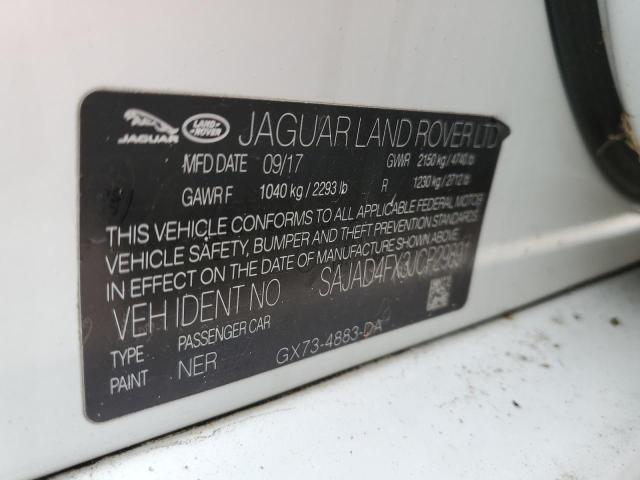 JAGUAR LAND-ROVER JAGUAR LAND ROVER LTD
MFD DATE 09/17 GVWR 2150 kg / 4740 lb
GAWR F 1040 kg / 2293 lb R 1230 kg / 2712 lb
THIS VEHICLE CONFORMS TO ALL APPLICABLE FEDERAL MOTOR
VEHICLE SAFETY, BUMPER AND THEFT PREVENTION STANDARDS
IN EFFECT ON THE DATE OF MANUFACTURE SHOWN ABOVE.
VEH IDENT NO.
TYPE PASSENGER CAR
PAINT NER GX73-4883-DA